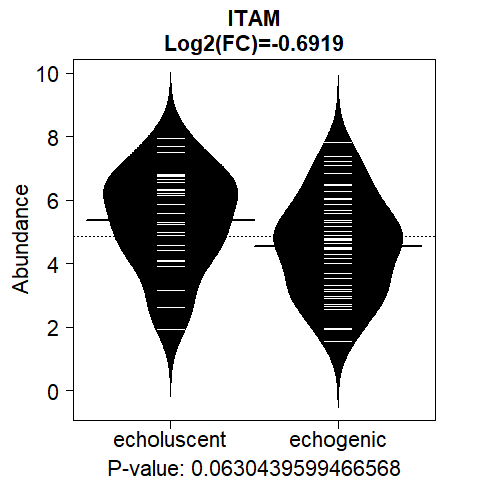 ITAM
Log2(FC)=-0.6919
Abundance
10
8
6
4
2
0
echoluscent echogenic
P-value: 0.0630439599466568